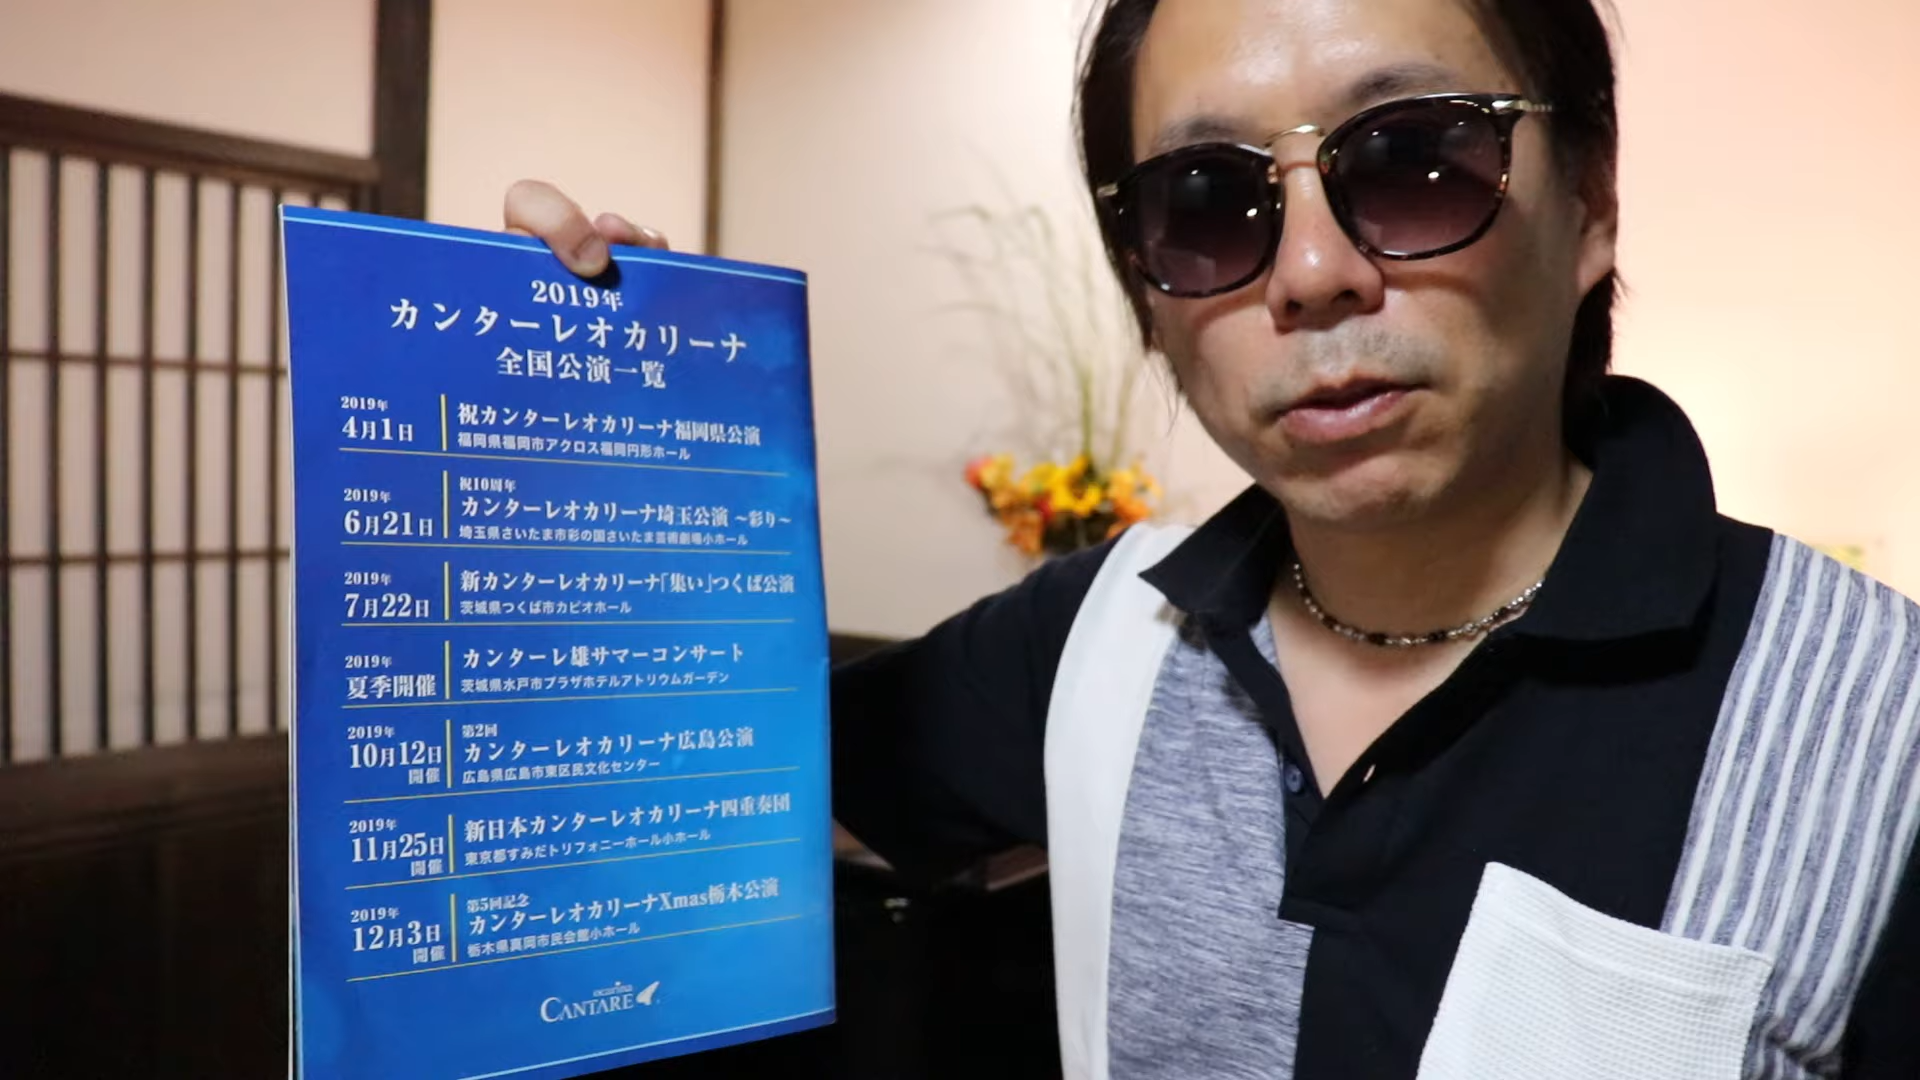 2019年
カンターレオカリーナ
全国公演一覧
2019年
4月1日
祝カンターレオカリーナ福岡県公演
福岡県福岡市アクロス福岡円形ホール
2019年
6月21日
祝10周年
カンターレオカリーナ埼玉公演 〜彩り〜
埼玉県さいたま市彩の国さいたま芸術劇場小ホール
2019年
7月22日
新カンターレオカリーナ「集い」つくば公演
茨城県つくば市カピオホール
2019年
夏季開催
カンターレ雄サマーコンサート
茨城県水戸市プラザホテルアトリウムガーデン
2019年
10月12日
開催
第2回
カンターレオカリーナ広島公演
広島県広島市東区民文化センター
2019年
11月25日
開催
新日本カンターレオカリーナ四重奏団
東京都すみだトリフォニーホール小ホール
2019年
12月3日
開催
第5回記念
カンターレオカリーナXmas栃木公演
栃木県真岡市民会館小ホール
ocarina
CANTARE